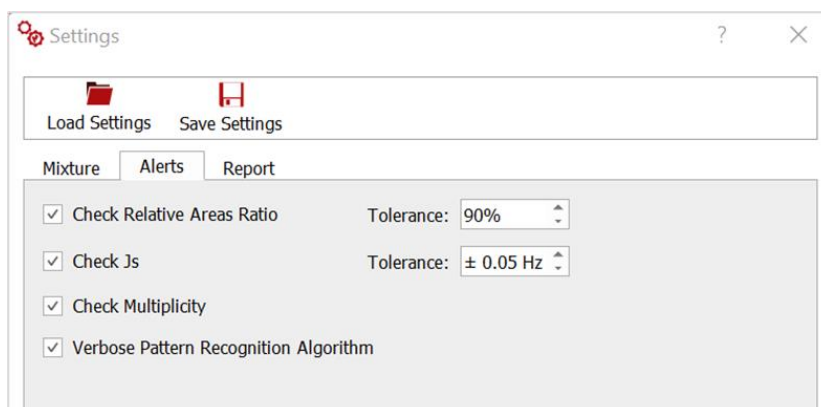 Settings ?
Load Settings Save Settings
Mixture Alerts Report
Check Relative Areas Ratio Tolerance: 90%
Check Js Tolerance: ± 0.05 Hz
Check Multiplicity
Verbose Pattern Recognition Algorithm